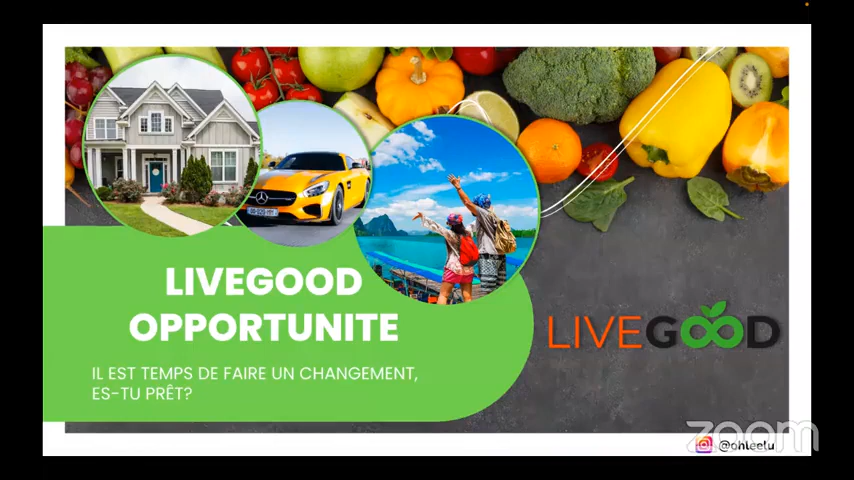 LIVEGOOD
OPPORTUNITE
IL EST TEMPS DE FAIRE UN CHANGEMENT,
ES-TU PRÊT?
LIVEGOOD
zoom
@ohleelu